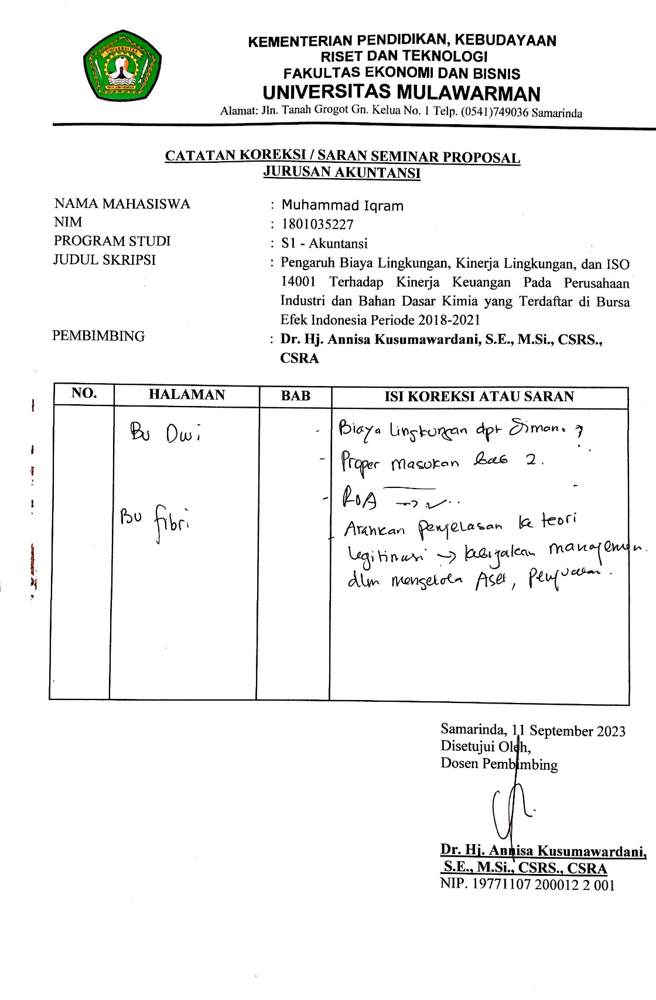 KEMENTERIAN PENDIDIKAN, KEBUDAYAAN
RISET DAN TEKNOLOGI
FAKULTAS EKONOMI DAN BISNIS
UNIVERSITAS MULAWARMAN
Alamat: Jln. Tanah Grogot Gn. Kelua No. 1 Telp. (0541)749036 Samarinda
CATATAN KOREKSI / SARAN SEMINAR PROPOSAL
JURUSAN AKUNTANSI
NAMA MAHASISWA : Muhammad Iqram
NIM : 1801035227
PROGRAM STUDI : S1 - Akuntansi
JUDUL SKRIPSI : Pengaruh Biaya Lingkungan, Kinerja Lingkungan, dan ISO
14001 Terhadap Kinerja Keuangan Pada Perusahaan
Industri dan Bahan Dasar Kimia yang Terdaftar di Bursa
Efek Indonesia Periode 2018-2021
PEMBIMBING : Dr. Hj. Annisa Kusumawardani, S.E., M.Si., CSRS.,
CSRA
NO. HALAMAN BAB ISI KOREKSI ATAU SARAN
Bu Dwi - Biaya Lingkungan dpt Dimana ?
- Proper Masukan bab 2.
- ROA →
Bu Fibri
- Arahkan Penjelasan ke teori
legitimasi → kebijakan manajemen
dlm mengelola Aset, Penjualan.
Samarinda, 11 September 2023
Disetujui Oleh,
Dosen Pembimbing
Dr. Hj. Annisa Kusumawardani,
S.E., M.Si., CSRS., CSRA
NIP. 19771107 200012 2 001